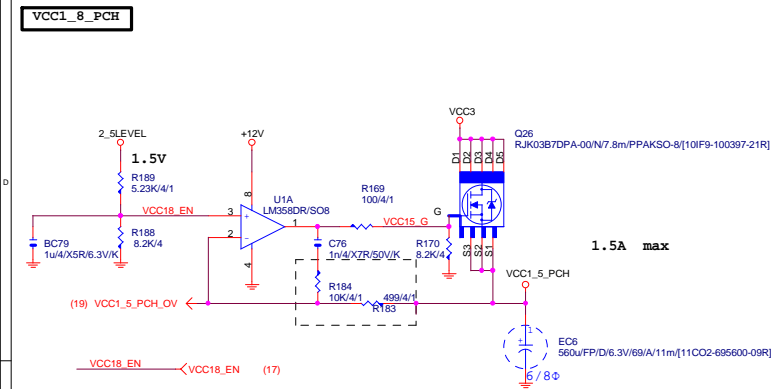 VCC1_8_PCH
VCC3
2_5LEVEL
+12V
Q26
RJK03B7DPA-00/N/7.8m/PPAKSO-8/[10IF9-100397-21R]
D1
D2
D3
D4
D5
1.5V
R189
5.23K/4/1
D
8
U1A
LM358DR/SO8
R169
100/4/1
G
VCC18_EN
3
+
1
VCC15_G
2
-
BC79
1u/4/X5R/6.3V/K
R188
8.2K/4
4
C76
1n/4/X7R/50V/K
R170
8.2K/4
S3
S2
S1
1.5A max
VCC1_5_PCH
R184
10K/4/1
499/4/1
R183
(19) VCC1_5_PCH_OV
1
+
EC6
560u/FP/D/6.3V/69/A/11m/[11CO2-695600-09R]
VCC18_EN
VCC18_EN (17)
6/8Φ